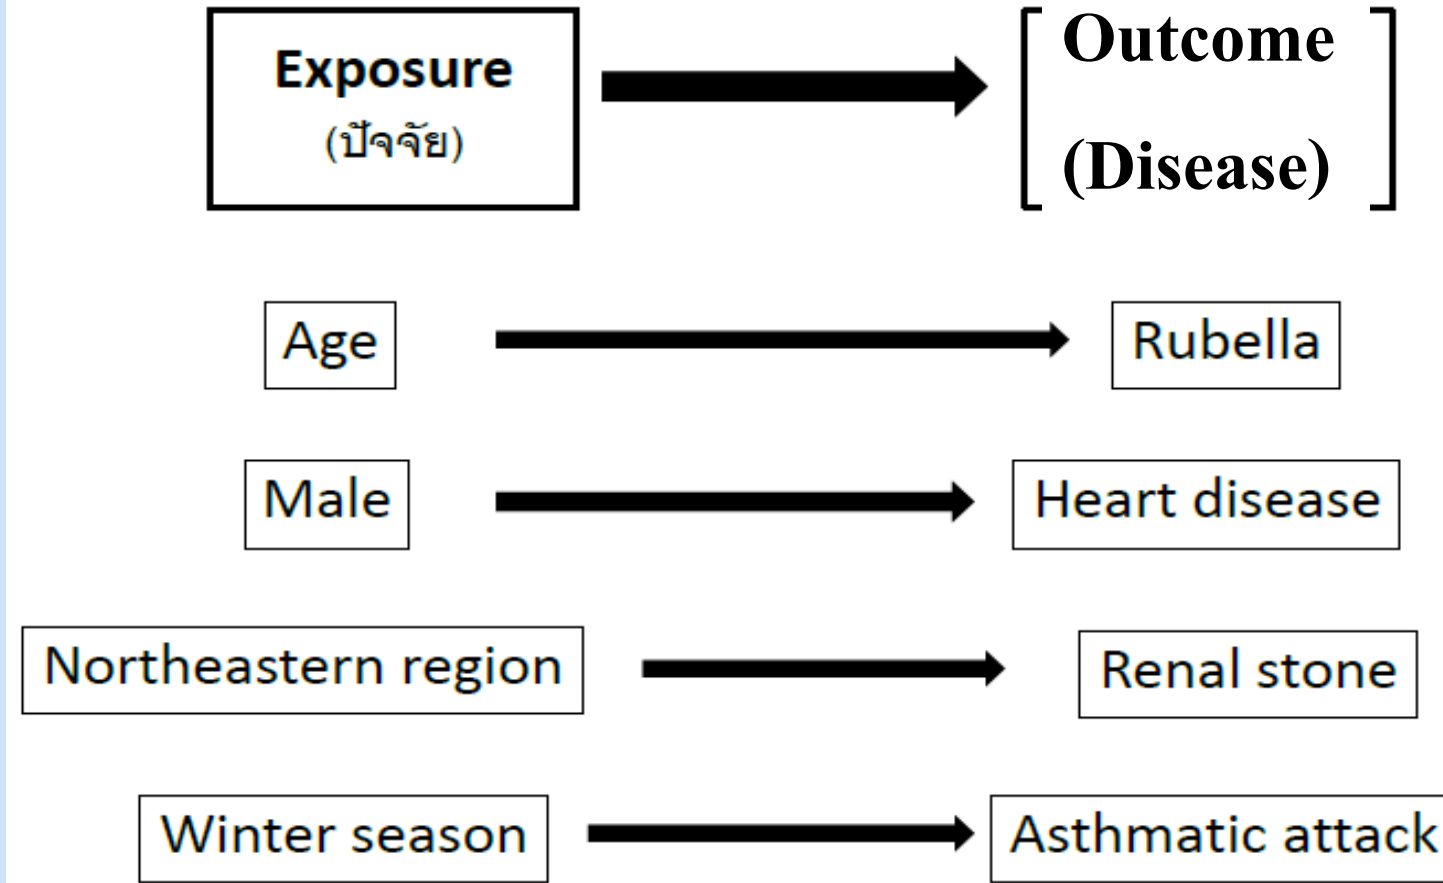 Exposure
(ปัจจัย)
Outcome
(Disease)
Age
Rubella
Male
Heart disease
Northeastern region
Renal stone
Winter season
Asthmatic attack